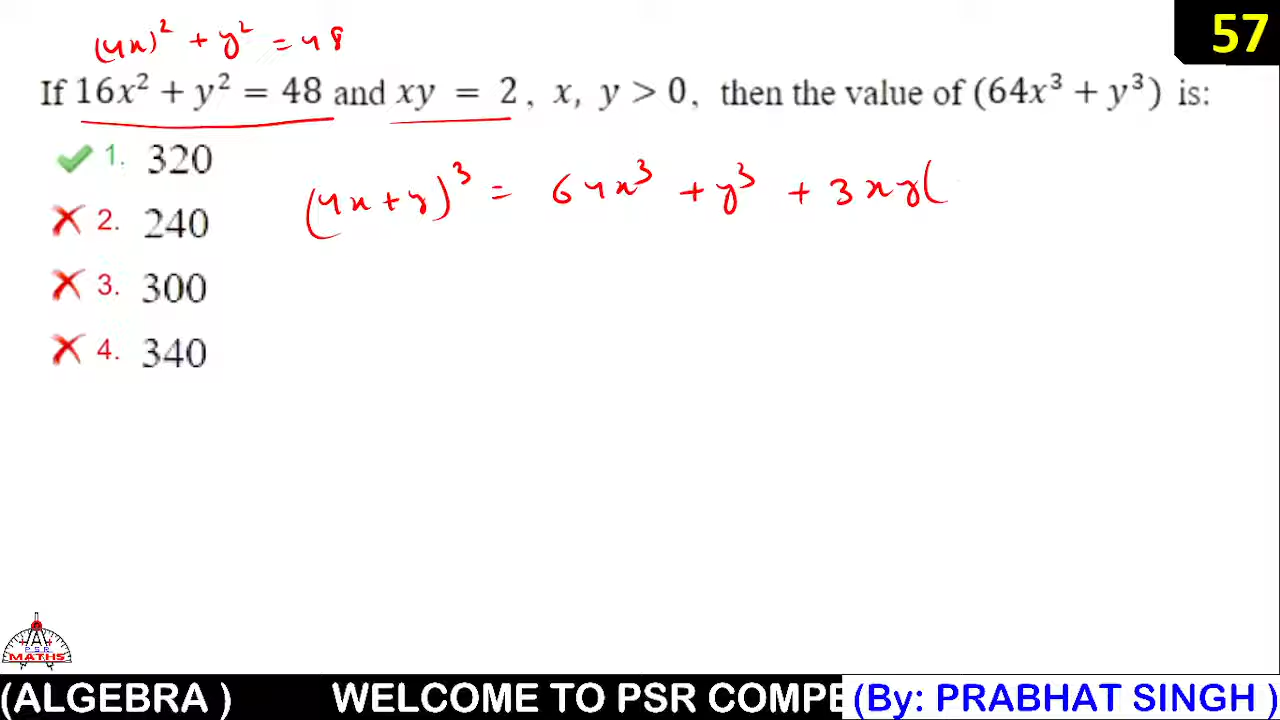 57
(4x)² + y² = 48
If 16x² + y² = 48 and xy = 2, x, y > 0, then the value of (64x³ + y³) is:
1. 320
2. 240
3. 300
4. 340
(4x+y)³ = 64x³ + y³ + 3xy(
PSR
MATHS
(ALGEBRA ) WELCOME TO PSR COMPE (By: PRABHAT SINGH )